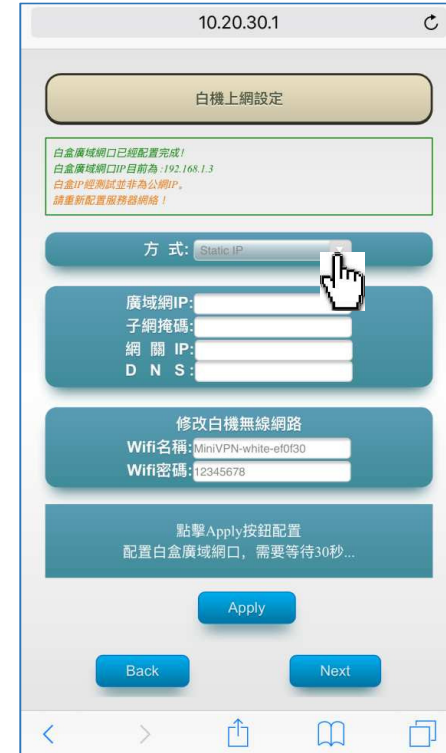 10.20.30.1
白機上網設定
白盒廣域網口已經配置完成!
白盒廣域網口IP目前為:192.168.1.3
白盒IP經測試並非為公網IP。
請重新配置服務器網絡！
方 式: Static IP
廣域網IP:
子網掩碼:
網 關 IP:
D N S:
修改白機無線網路
Wifi名稱: MiniVPN-white-ef0f30
Wifi密碼: 12345678
點擊Apply按鈕配置
配置白盒廣域網口，需要等待30秒...
Apply
Back
Next